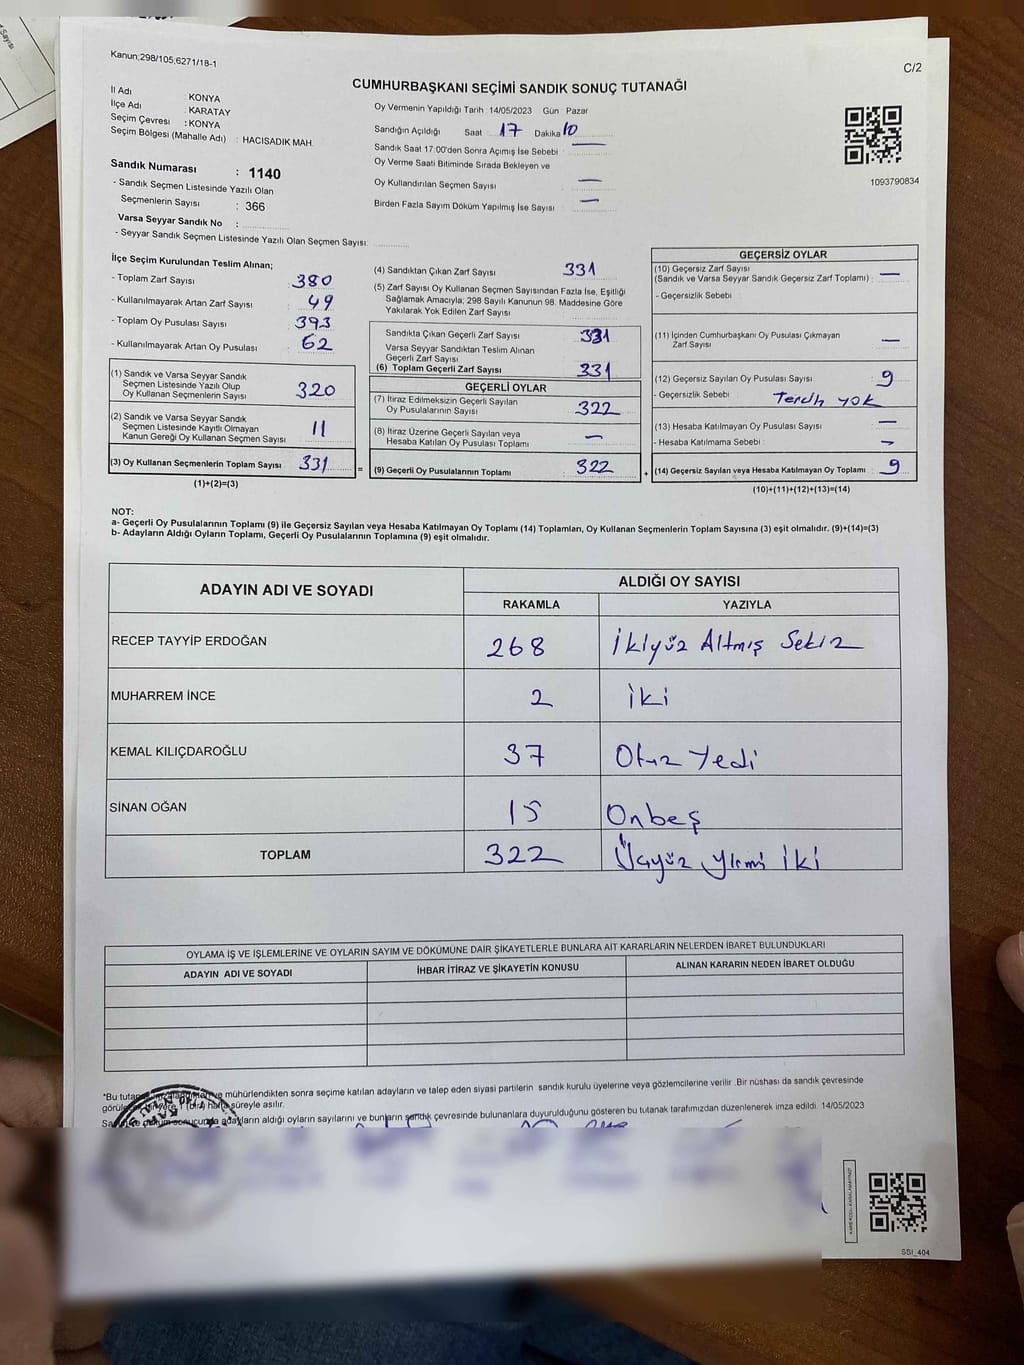 Kanun;298/105,6271/18-1
C/2
CUMHURBAŞKANI SEÇİMİ SANDIK SONUÇ TUTANAĞI
İl Adı : KONYA
İlçe Adı : KARATAY
Seçim Çevresi : KONYA
Seçim Bölgesi (Mahalle Adı) : HACISADIK MAH.
Sandık Numarası : 1140
- Sandık Seçmen Listesinde Yazılı Olan
Seçmenlerin Sayısı : 366
Varsa Seyyar Sandık No :
- Seyyar Sandık Seçmen Listesinde Yazılı Olan Seçmen Sayısı:
Oy Vermenin Yapıldığı Tarih :14/05/2023 Gün : Pazar
Sandığın Açıldığı Saat : 17 Dakika 10
Sandık Saat 17:00'den Sonra Açımış İse Sebebi : —
Oy Verme Saati Bitiminde Sırada Bekleyen ve
Oy Kullandırılan Seçmen Sayısı : —
Birden Fazla Sayım Döküm Yapılmış İse Sayısı : —
1093790834
İlçe Seçim Kurulundan Teslim Alınan;
- Toplam Zarf Sayısı : 380
- Kullanılmayarak Artan Zarf Sayısı : 49
- Toplam Oy Pusulası Sayısı : 393
- Kullanılmayarak Artan Oy Pusulası : 62
(1) Sandık ve Varsa Seyyar Sandık
Seçmen Listesinde Yazılı Olup
Oy Kullanan Seçmenlerin Sayısı : 320
(2) Sandık ve Varsa Seyyar Sandık
Seçmen Listesinde Kayıtlı Olmayan
Kanun Gereği Oy Kullanan Seçmen Sayısı : 11
(3) Oy Kullanan Seçmenlerin Toplam Sayısı : 331
(1)+(2)=(3)
=
(4) Sandıktan Çıkan Zarf Sayısı : 331
(5) Zarf Sayısı Oy Kullanan Seçmen Sayısından Fazla İse, Eşitliği
Sağlamak Amacıyla; 298 Sayılı Kanunun 98. Maddesine Göre
Yakılarak Yok Edilen Zarf Sayısı :
Sandıkta Çıkan Geçerli Zarf Sayısı : 331
Varsa Seyyar Sandıktan Teslim Alınan
Geçerli Zarf Sayısı :
(6) Toplam Geçerli Zarf Sayısı : 331
GEÇERLİ OYLAR
(7) İtiraz Edilmeksizin Geçerli Sayılan
Oy Pusulalarının Sayısı : 322
(8) İtiraz Üzerine Geçerli Sayılan veya
Hesaba Katılan Oy Pusulası Toplamı : —
(9) Geçerli Oy Pusulalarının Toplamı : 322
+
GEÇERSİZ OYLAR
(10) Geçersiz Zarf Sayısı
(Sandık ve Varsa Seyyar Sandık Geçersiz Zarf Toplamı) : —
- Geçersizlik Sebebi
(11) İçinden Cumhurbaşkanı Oy Pusulası Çıkmayan
Zarf Sayısı : —
(12) Geçersiz Sayılan Oy Pusulası Sayısı : 9
- Geçersizlik Sebebi : Tercih yok
(13) Hesaba Katılmayan Oy Pusulası Sayısı : —
- Hesaba Katılmama Sebebi : —
(14) Geçersiz Sayılan veya Hesaba Katılmayan Oy Toplamı : 9
(10)+(11)+(12)+(13)=(14)
NOT:
a- Geçerli Oy Pusulalarının Toplamı (9) ile Geçersiz Sayılan veya Hesaba Katılmayan Oy Toplamı (14) Toplamları, Oy Kullanan Seçmenlerin Toplam Sayısına (3) eşit olmalıdır. (9)+(14)=(3)
b- Adayların Aldığı Oyların Toplamı, Geçerli Oy Pusulalarının Toplamına (9) eşit olmalıdır.
ADAYIN ADI VE SOYADI
ALDIĞI OY SAYISI
RAKAMLA YAZIYLA
RECEP TAYYİP ERDOĞAN 268 İkiyüz Altmış Sekiz
MUHARREM İNCE 2 İki
KEMAL KILIÇDAROĞLU 37 Otuz Yedi
SİNAN OĞAN 15 Onbeş
TOPLAM 322 Üçyüz Yirmi İki
OYLAMA İŞ VE İŞLEMLERİNE VE OYLARIN SAYIM VE DÖKÜMÜNE DAİR ŞİKAYETLERLE BUNLARA AİT KARARLARIN NELERDEN İBARET BULUNDUKLARI
ADAYIN ADI VE SOYADI İHBAR İTİRAZ VE ŞİKAYETİN KONUSU ALINAN KARARIN NEDEN İBARET OLDUĞU
*Bu mühürlendikten sonra seçime katılan adayların ve talep eden siyasi partilerin sandık kurulu üyelerine veya gözlemcilerine verilir. Bir nüshası da sandık çevresinde
süreyle asılır.
adayların aldığı oyların sayılarını ve bunların sandık çevresinde bulunanlara duyurulduğunu gösteren bu tutanak tarafımızdan düzenlenerek imza edildi. 14/05/2023
SSI_404